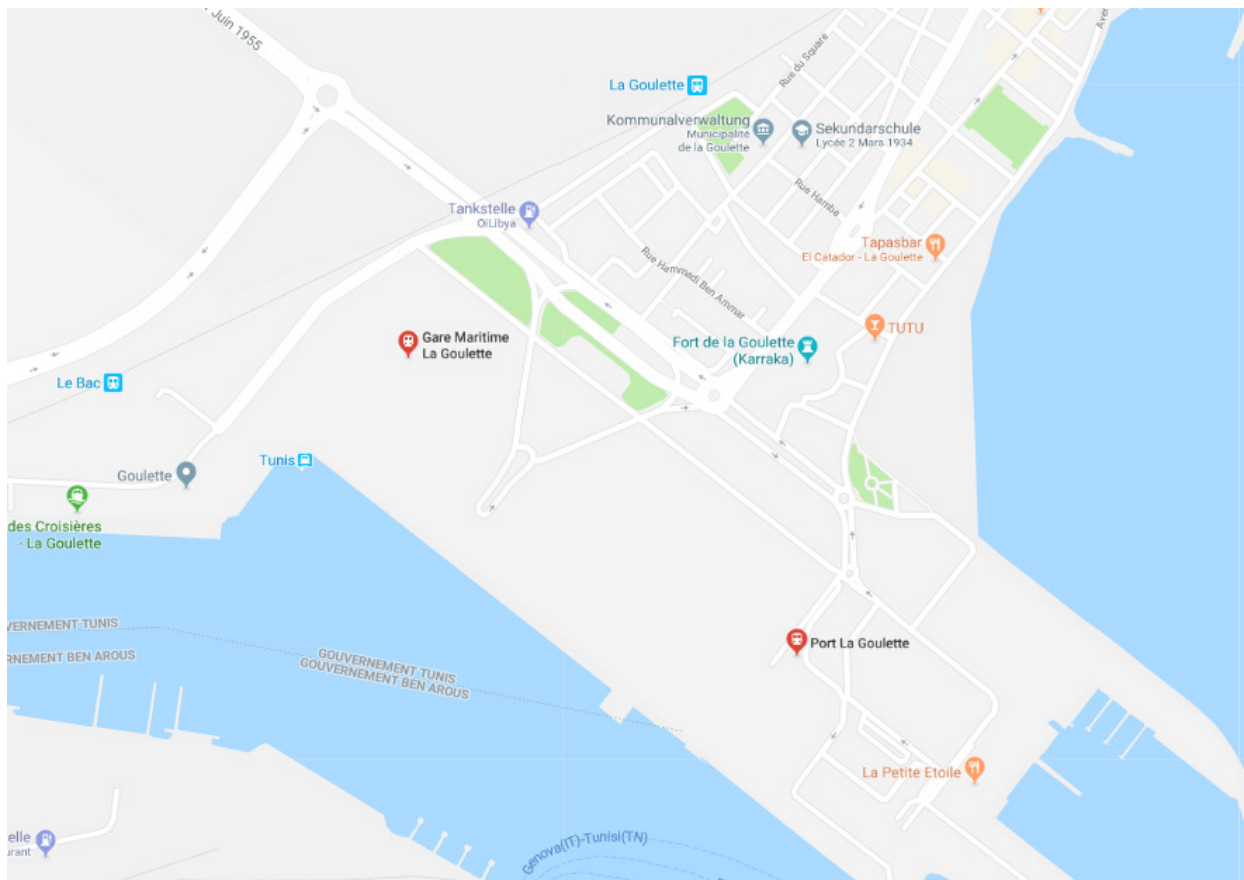 Juin 1955
La Goulette
Rue du Square
Kommunalverwaltung
Municipalité
de la Goulette
Sekundarschule
Lycée 2 Mars 1934
Rue Hambe
Tankstelle
OiLibya
Tapasbar
El Catador - La Goulette
Rue Hammadi Ben Ammar
TUTU
Gare Maritime
La Goulette
Fort de la Goulette
(Karraka)
Le Bac
Tunis
Goulette
des Croisières
- La Goulette
VERNEMENT TUNIS
RNEMENT BEN AROUS
GOUVERNEMENT TUNIS
GOUVERNEMENT BEN AROUS
Port La Goulette
La Petite Etoile
Genova(IT)-Tunisi(TN)
elle
urant